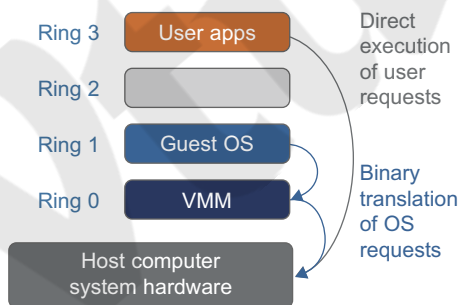 Ring 3
User apps
Direct
execution
of user
requests
Ring 2
Ring 1
Guest OS
Binary
translation
of OS
requests
Ring 0
VMM
Host computer
system hardware